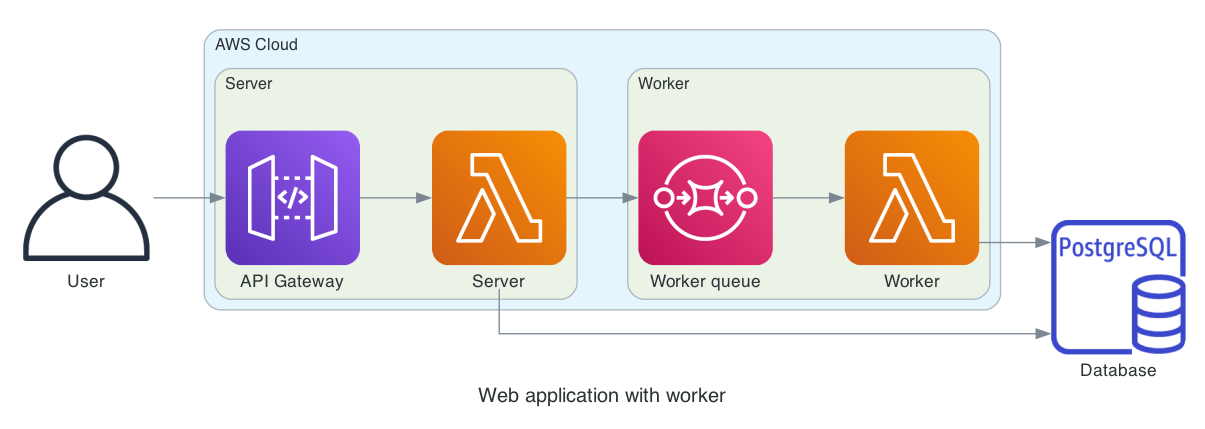 AWS Cloud
Server
Worker
PostgreSQL
User
API Gateway
Server
Worker queue
Worker
Database
Web application with worker